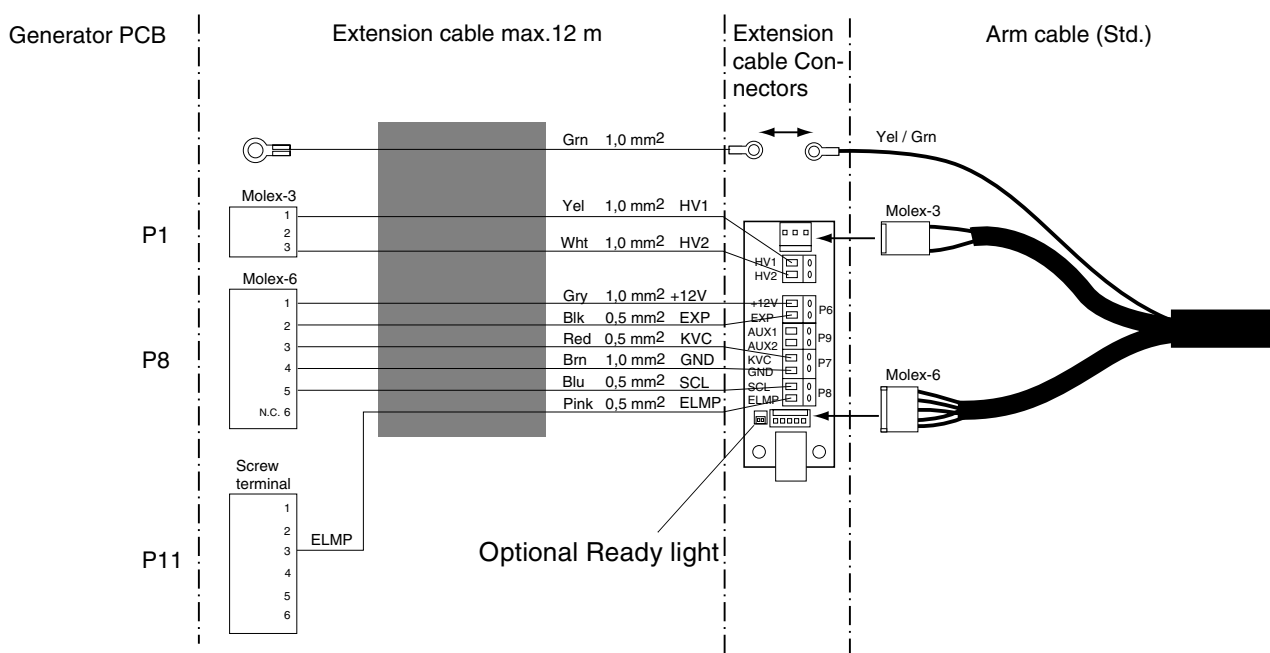 Generator PCB
Extension cable max.12 m
Extension
cable Con-
nectors
Arm cable (Std.)
Grn 1,0 mm2
Yel / Grn
Molex-3
P1
1
2
3
Yel 1,0 mm2 HV1
Wht 1,0 mm2 HV2
Molex-6
P8
1
2
3
4
5
N.C. 6
Gry 1,0 mm2 +12V
Blk 0,5 mm2 EXP
Red 0,5 mm2 KVC
Brn 1,0 mm2 GND
Blu 0,5 mm2 SCL
Pink 0,5 mm2 ELMP
HV1
HV2
+12V
EXP
P6
AUX1
AUX2
P9
KVC
GND
P7
SCL
ELMP
P8
Molex-3
Molex-6
Screw
terminal
P11
1
2
3
4
5
6
ELMP
Optional Ready light